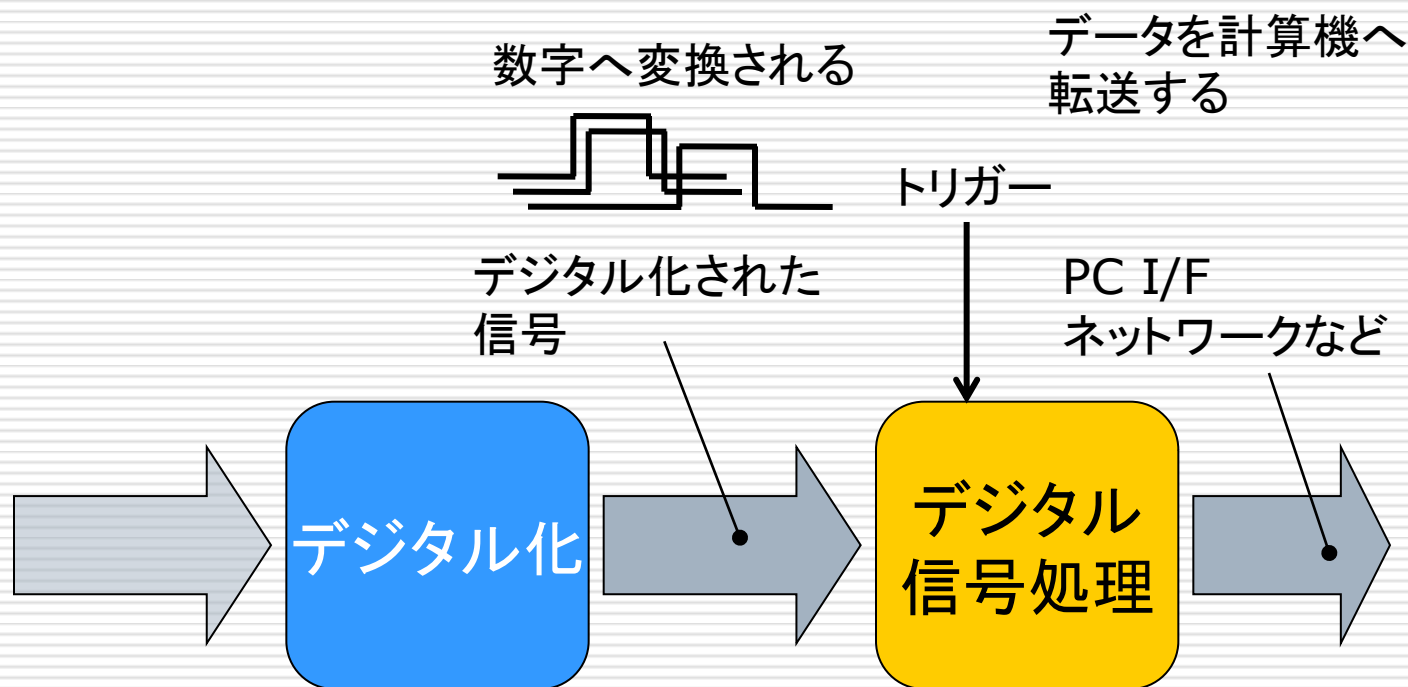 数字へ変換される
データを計算機へ
転送する
トリガー
デジタル化された
信号
PC I/F
ネットワークなど
デジタル化
デジタル
信号処理